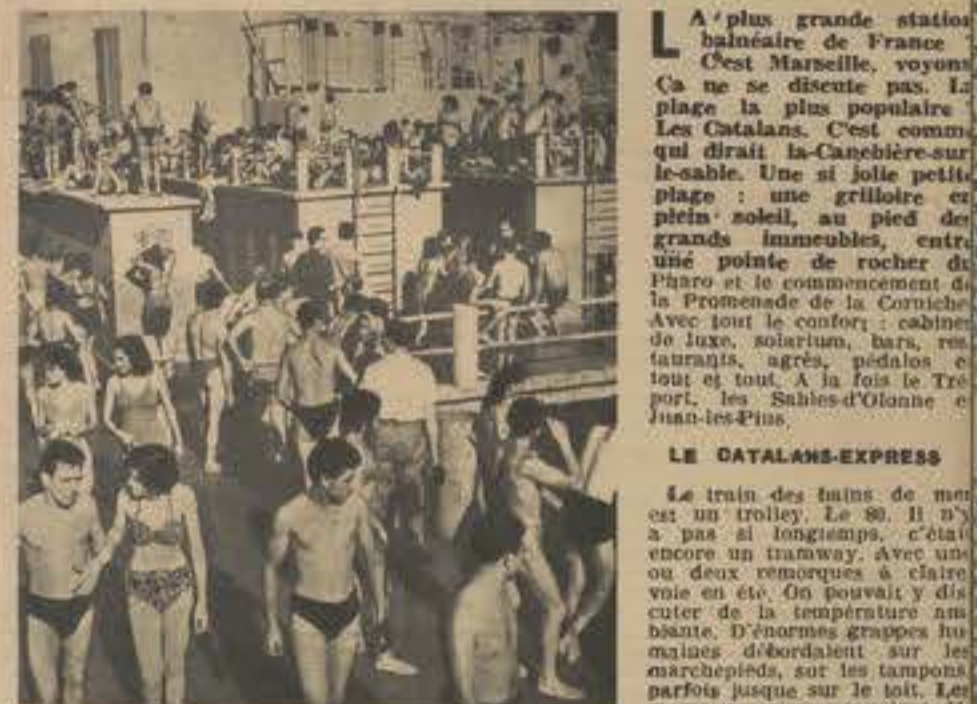 LA plus grande station
balnéaire de France ?
C'est Marseille, voyons
Ça ne se discute pas. La
plage la plus populaire ?
Les Catalans. C'est comm
qui dirait la-Canebière-sur
le-sable. Une si jolie petite
plage : une grilloire en
plein soleil, au pied des
grands immeubles, entre
une pointe de rocher du
Pharo et le commencement de
la Promenade de la Corniche
Avec tout le confort : cabines
de luxe, solarium, bars, res
taurants, agrès, pédalos e
tout et tout. A la fois le Tré
port, les Sables-d'Olonne e
Juan-les-Pins.
LE CATALANS-EXPRESS
Le train des bains de mer
est un trolley. Le 80. Il n'y
a pas si longtemps, c'était
encore un tramway. Avec une
ou deux remorques à claire
voie en été. On pouvait y dis
cuter de la température am
biante. D'énormes grappes hu
maines débordaient sur les
marchepieds, sur les tampons
parfois jusque sur le toit. Les